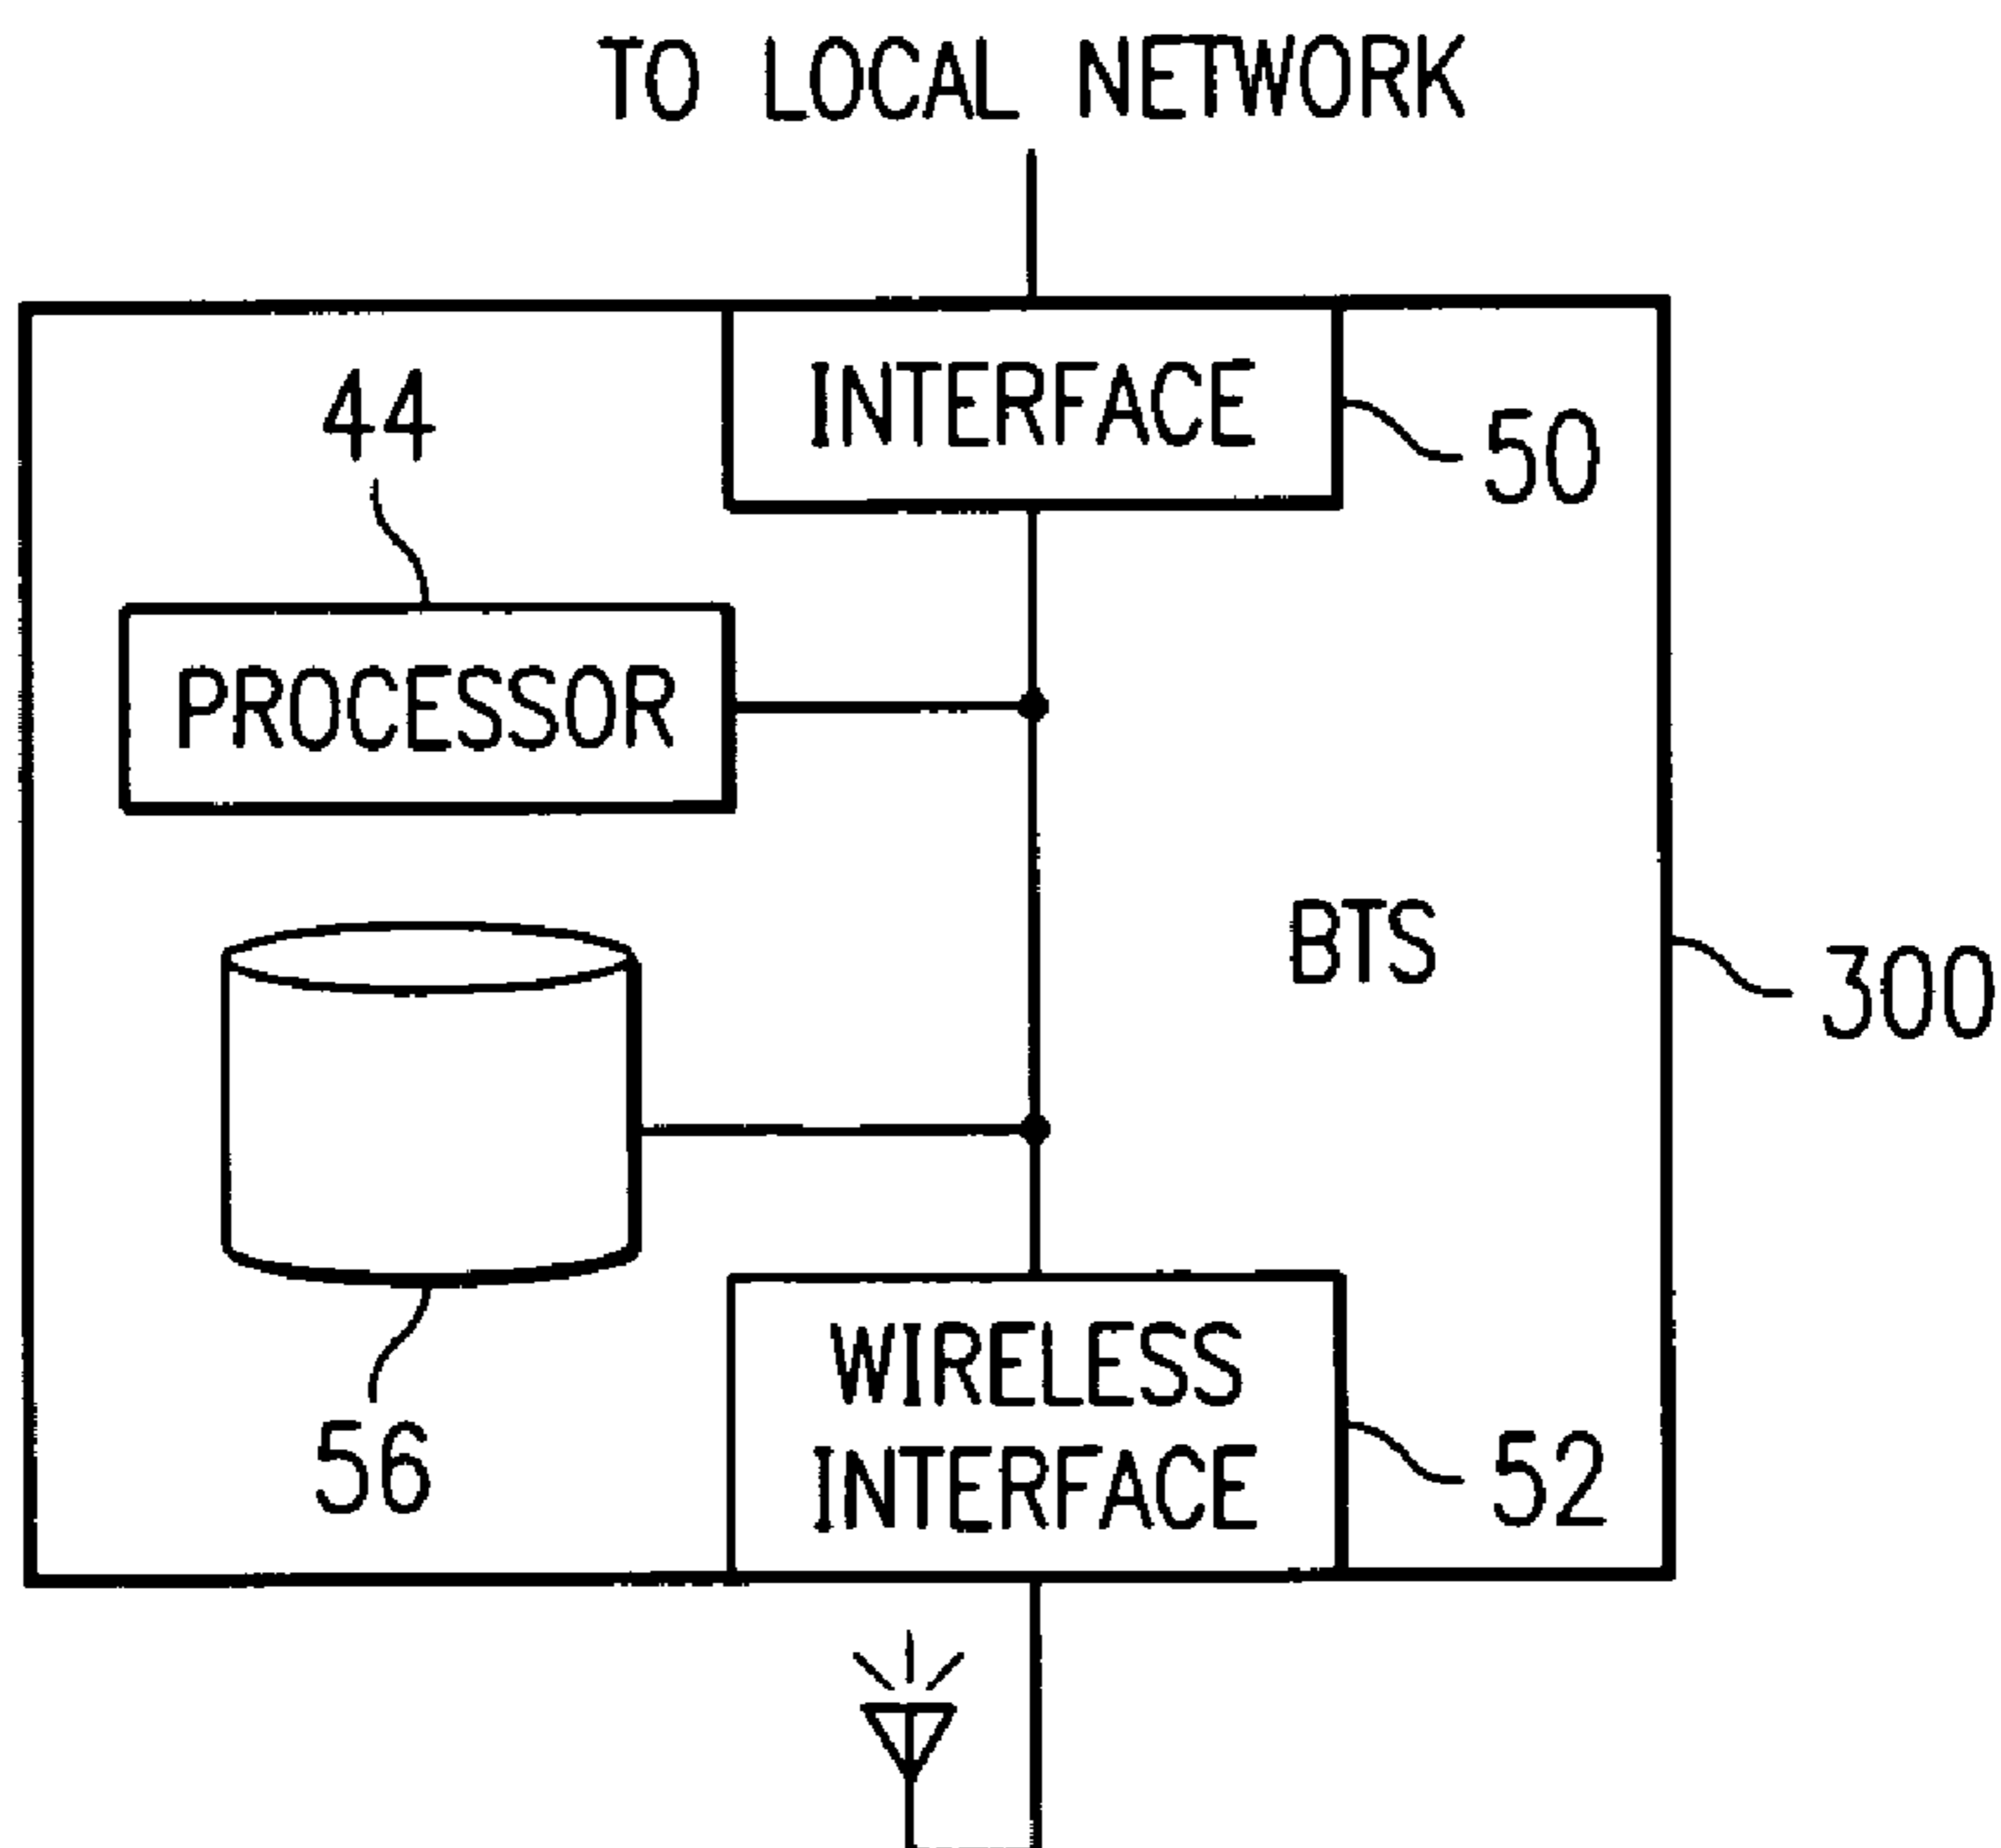 TO LOCAL NETWORK
INTERFACE
44
50
PROCESSOR
BTS
300
WIRELESS
INTERFACE
56
52